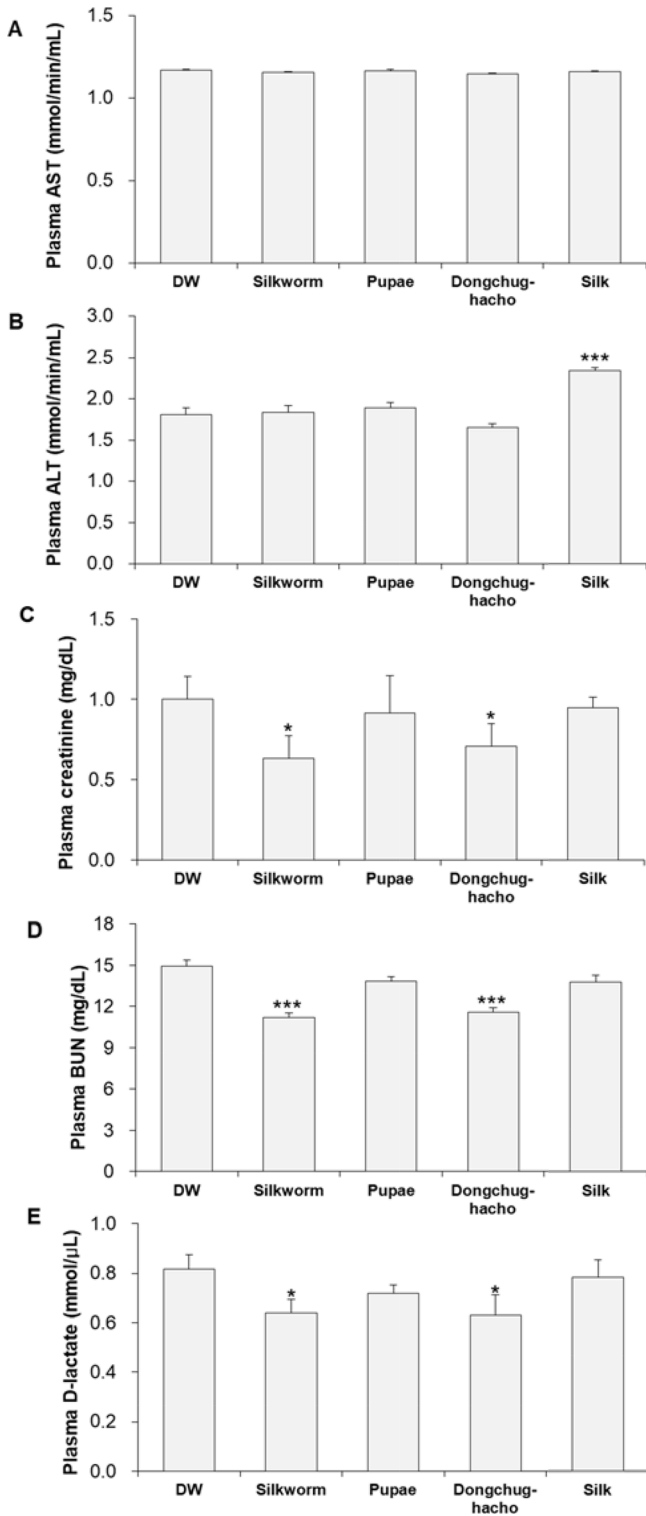 A
Plasma AST (mmol/min/mL)
1.5
1.0
0.5
0.0
DW Silkworm Pupae Dongchug-
hacho Silk
B
Plasma ALT (mmol/min/mL)
3.0
2.5
2.0
1.5
1.0
0.5
0.0
***
DW Silkworm Pupae Dongchug-
hacho Silk
C
Plasma creatinine (mg/dL)
1.5
1.0
0.5
0.0
* *
DW Silkworm Pupae Dongchug-
hacho Silk
D
Plasma BUN (mg/dL)
18
15
12
9
6
3
0
*** ***
DW Silkworm Pupae Dongchug-
hacho Silk
E
Plasma D-lactate (mmol/μL)
1.0
0.8
0.6
0.4
0.2
0.0
* *
DW Silkworm Pupae Dongchug-
hacho Silk